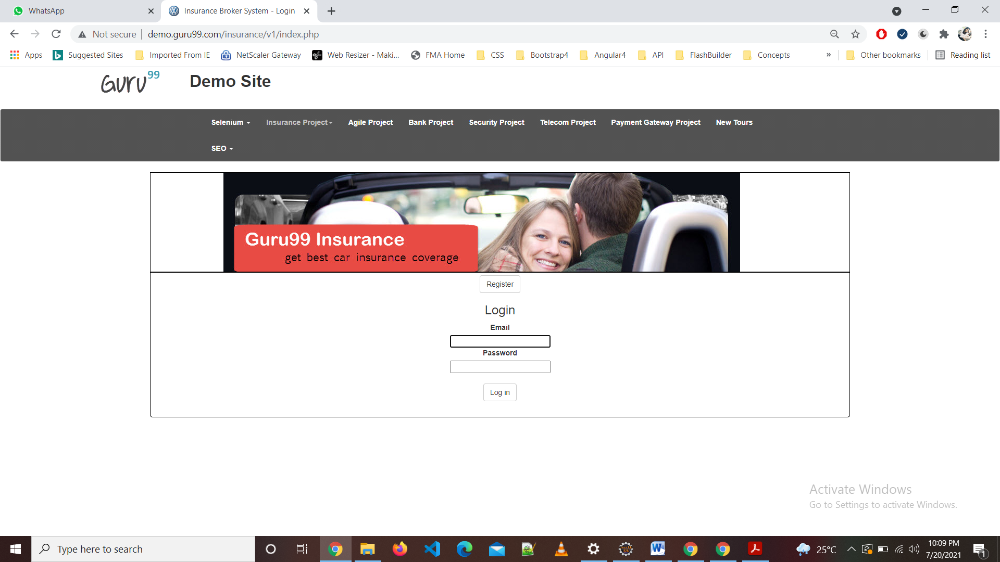 WhatsApp
Insurance Broker System - Login
Not secure
demo.guru99.com/insurance/v1/index.php
Apps
Suggested Sites
Imported From IE
NetScaler Gateway
Web Resizer - Maki...
FMA Home
CSS
Bootstrap4
Angular4
API
FlashBuilder
Concepts
»
Other bookmarks
Reading list
Guru99
Demo Site
Selenium
Insurance Project
Agile Project
Bank Project
Security Project
Telecom Project
Payment Gateway Project
New Tours
SEO
Guru99 Insurance
get best car insurance coverage
Register
Login
Email
Password
Log in
Activate Windows
Go to Settings to activate Windows.
Type here to search
25°C
10:09 PM
7/20/2021
1